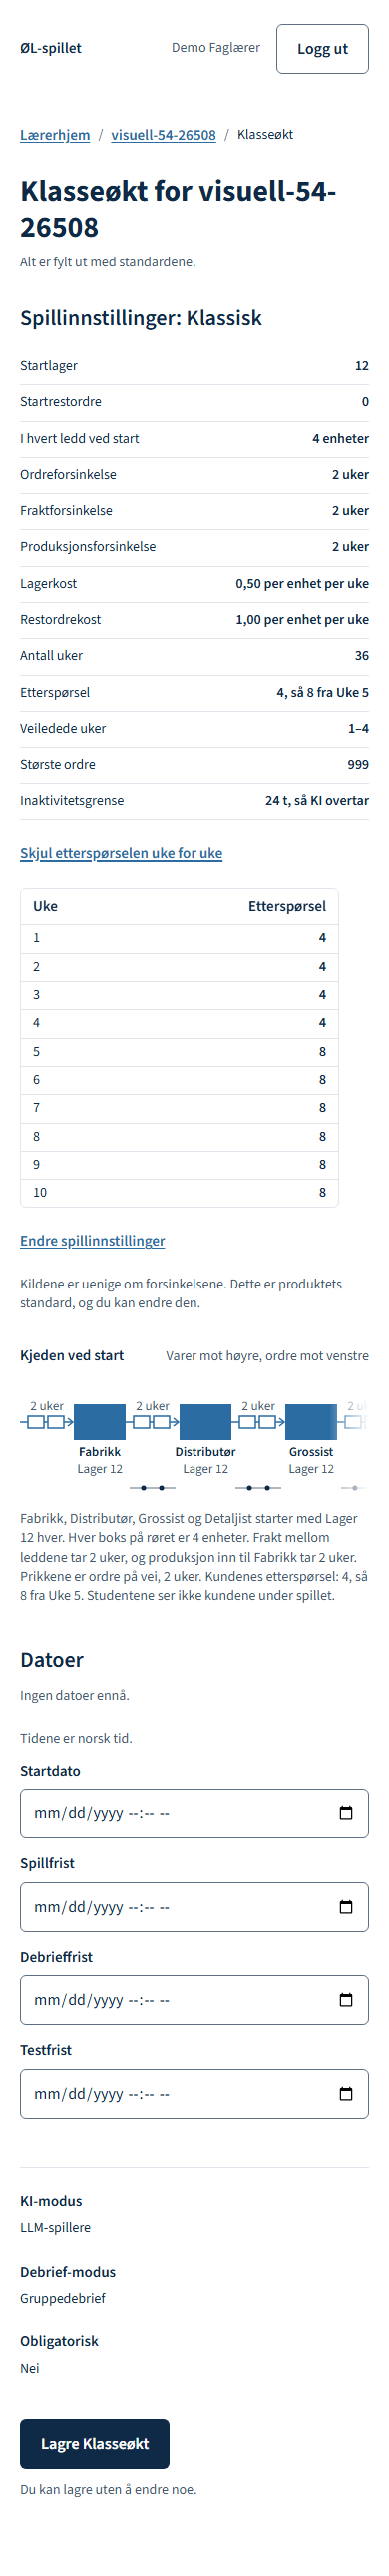 ØL-spillet Demo Faglærer Logg ut
Lærerhjem / visuell-54-26508 / Klasseøkt
Klasseøkt for visuell-54-
26508
Alt er fylt ut med standardene.
Spillinnstillinger: Klassisk
Startlager 12
Startrestordre 0
I hvert ledd ved start 4 enheter
Ordreforsinkelse 2 uker
Fraktforsinkelse 2 uker
Produksjonsforsinkelse 2 uker
Lagerkost 0,50 per enhet per uke
Restordrekost 1,00 per enhet per uke
Antall uker 36
Etterspørsel 4, så 8 fra Uke 5
Veiledede uker 1–4
Største ordre 999
Inaktivitetsgrense 24 t, så KI overtar
Skjul etterspørselen uke for uke
Uke Etterspørsel
1 4
2 4
3 4
4 4
5 8
6 8
7 8
8 8
9 8
10 8
Endre spillinnstillinger
Kildene er uenige om forsinkelsene. Dette er produktets
standard, og du kan endre den.
Kjeden ved start Varer mot høyre, ordre mot venstre
2 uker 2 uker 2 uker 2 uk
Fabrikk Distributør Grossist
Lager 12 Lager 12 Lager 12
Fabrikk, Distributør, Grossist og Detaljist starter med Lager
12 hver. Hver boks på røret er 4 enheter. Frakt mellom
leddene tar 2 uker, og produksjon inn til Fabrikk tar 2 uker.
Prikkene er ordre på vei, 2 uker. Kundenes etterspørsel: 4, så
8 fra Uke 5. Studentene ser ikke kundene under spillet.
Datoer
Ingen datoer ennå.
Tidene er norsk tid.
Startdato
mm/dd/yyyy --:-- --
Spillfrist
mm/dd/yyyy --:-- --
Debrieffrist
mm/dd/yyyy --:-- --
Testfrist
mm/dd/yyyy --:-- --
KI-modus
LLM-spillere
Debrief-modus
Gruppedebrief
Obligatorisk
Nei
Lagre Klasseøkt
Du kan lagre uten å endre noe.